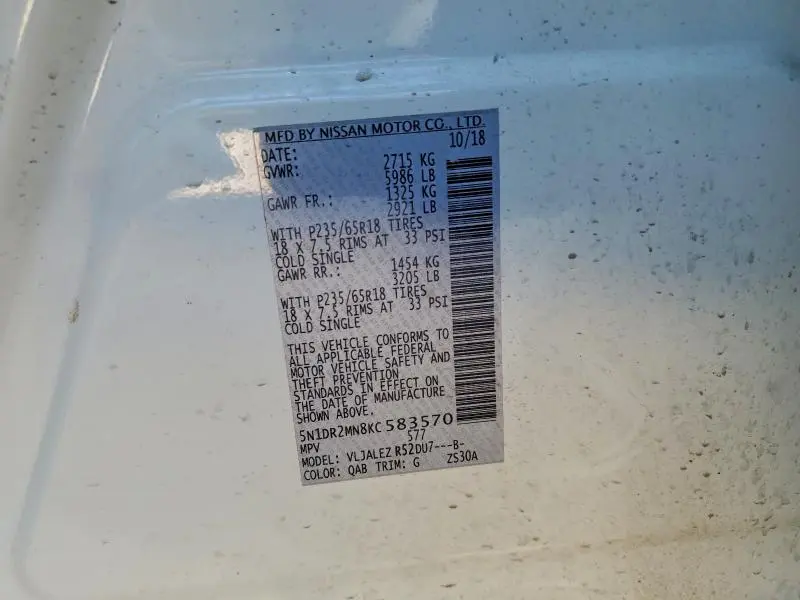 MFD BY NISSAN MOTOR CO., LTD.
DATE: 10/18
GVWR: 2715 KG
5986 LB
GAWR FR.: 1325 KG
2921 LB
WITH P235/65R18 TIRES
18 X 7.5 RIMS AT 33 PSI
COLD SINGLE
GAWR RR.: 1454 KG
3205 LB
WITH P235/65R18 TIRES
18 X 7.5 RIMS AT 33 PSI
COLD SINGLE
THIS VEHICLE CONFORMS TO
ALL APPLICABLE FEDERAL
MOTOR VEHICLE SAFETY AND
THEFT PREVENTION
STANDARDS IN EFFECT ON
THE DATE OF MANUFACTURE
SHOWN ABOVE.
5N1DR2MN8KC 583570
MPV 577
MODEL: VLJALEZ R52DU7---B-
COLOR: QAB TRIM: G ZS30A